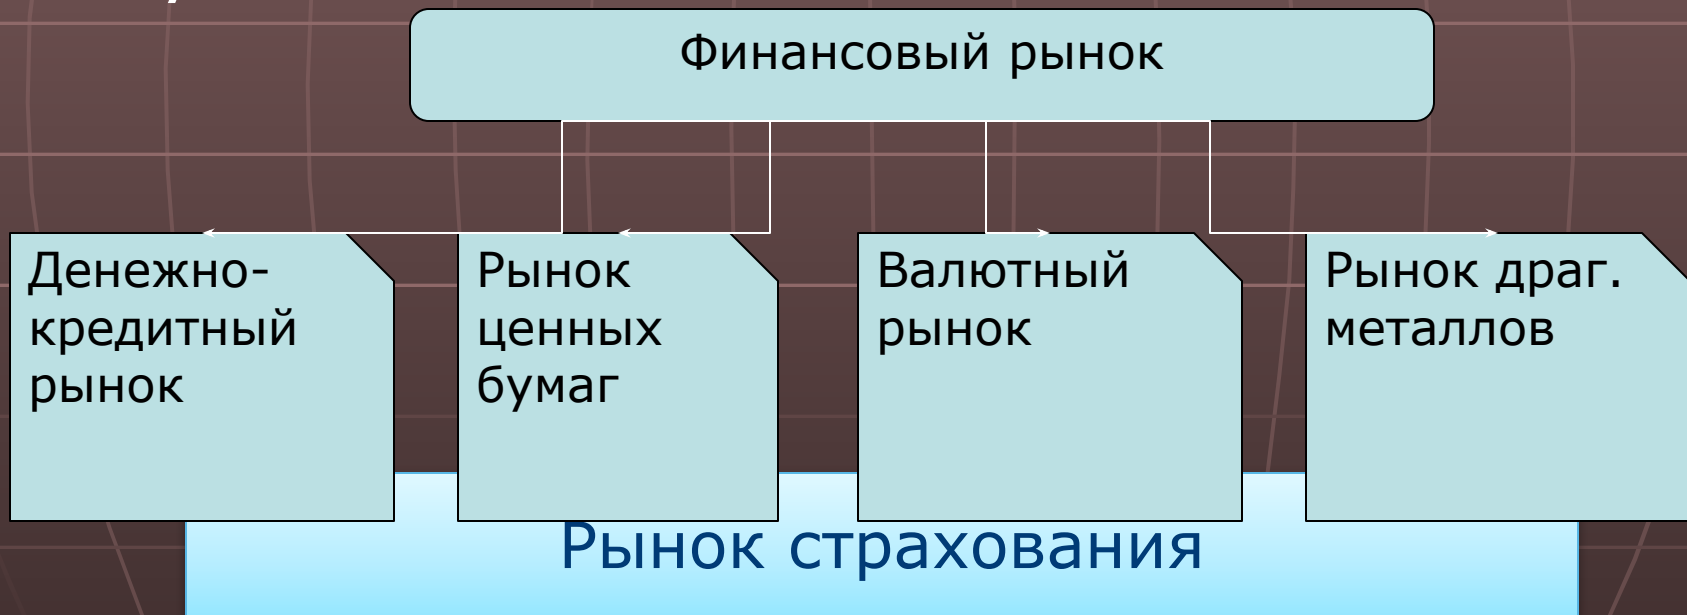 Финансовый рынок
Денежно-
кредитный
рынок
Рынок
ценных
бумаг
Валютный
рынок
Рынок драг.
металлов
Рынок страхования